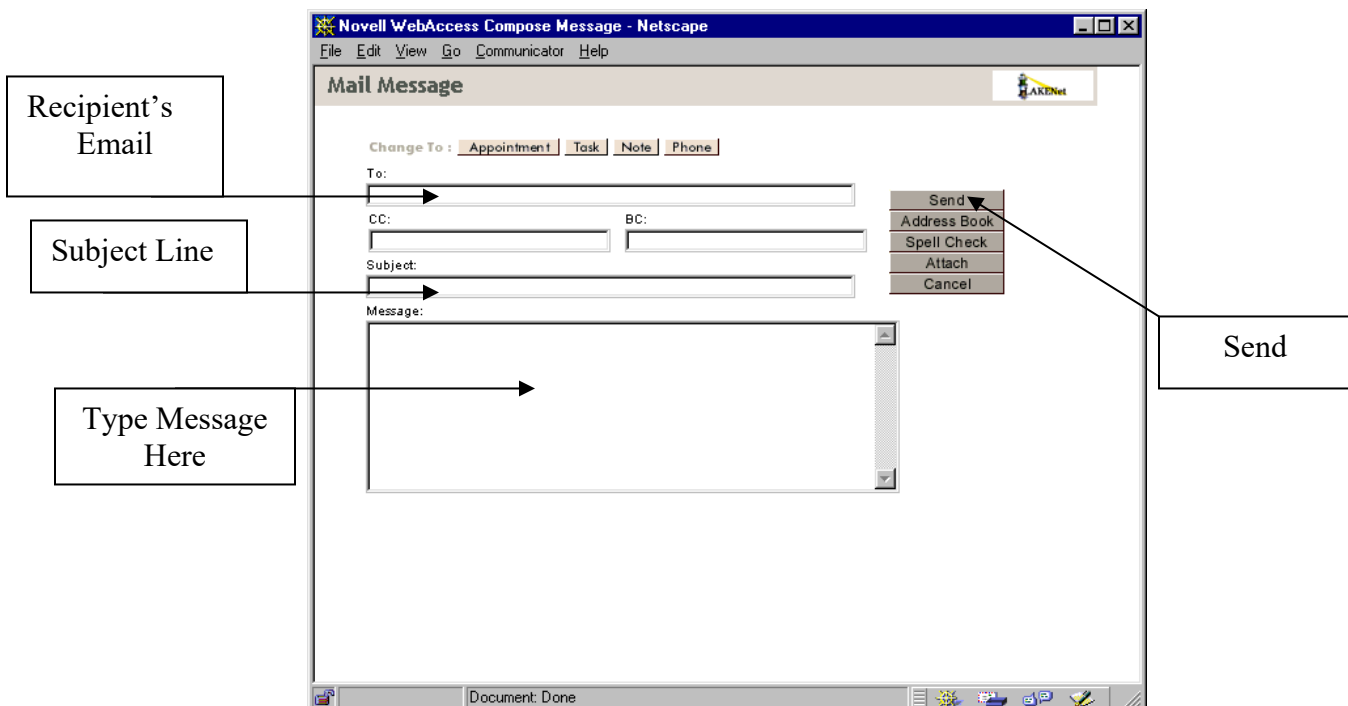 Novell WebAccess Compose Message - Netscape
File Edit View Go Communicator Help
Mail Message
LAKENet
Recipient’s
Email
Change To : Appointment Task Note Phone
To:
Send
CC: BC:
Address Book
Subject Line
Spell Check
Subject:
Attach
Cancel
Message:
Send
Type Message
Here
Document: Done